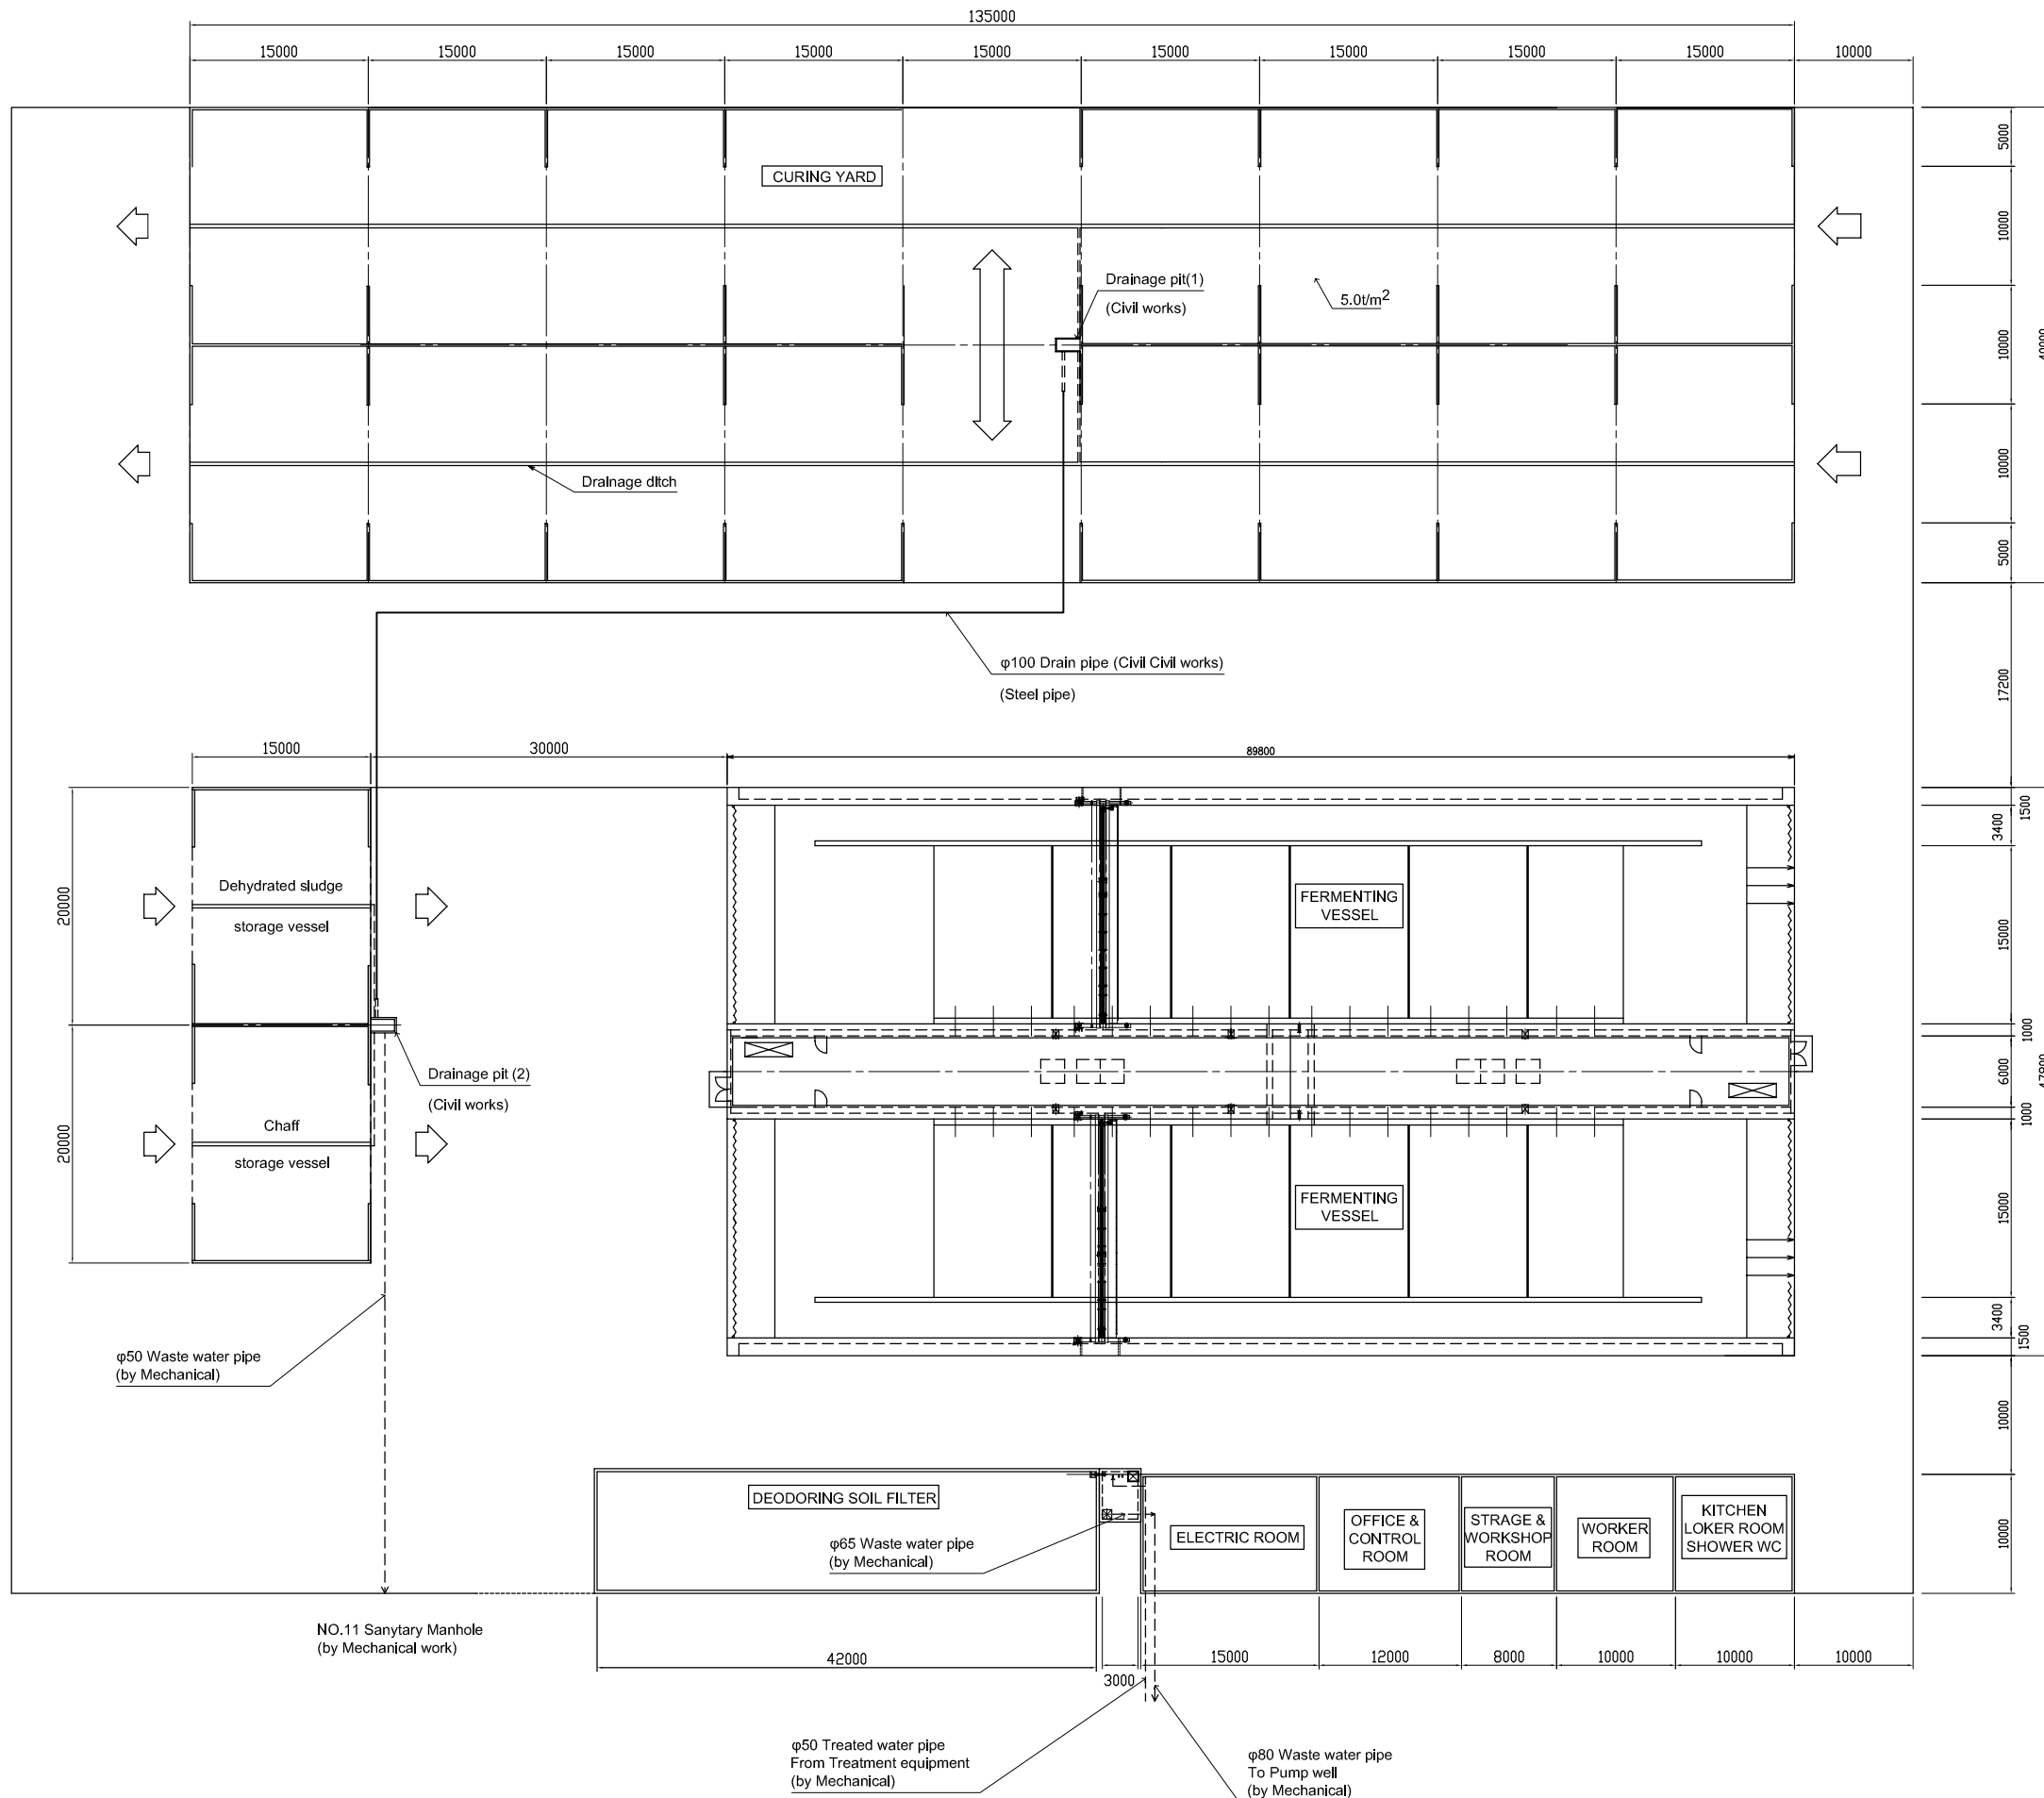 135000
15000 15000 15000 15000 15000 15000 15000 15000 15000 10000
5000
CURING YARD
10000
Drainage pit(1)
(Civil works)
5.0t/m2
10000
10000
Drainage ditch
5000
φ100 Drain pipe (Civil Civil works)
(Steel pipe)
17200
15000 30000 89800
1500
3400
20000
Dehydrated sludge
storage vessel
FERMENTING
VESSEL
15000
1000
Drainage pit (2)
(Civil works)
6000
1000
20000
Chaff
storage vessel
FERMENTING
VESSEL
15000
3400
1500
φ50 Waste water pipe
(by Mechanical)
10000
DEODORING SOIL FILTER
φ65 Waste water pipe
(by Mechanical)
ELECTRIC ROOM
OFFICE &
CONTROL
ROOM
STRAGE &
WORKSHOP
ROOM
WORKER
ROOM
KITCHEN
LOKER ROOM
SHOWER WC
10000
NO.11 Sanytary Manhole
(by Mechanical work)
42000 3000 15000 12000 8000 10000 10000 10000
φ50 Treated water pipe
From Treatment equipment
(by Mechanical)
φ80 Waste water pipe
To Pump well
(by Mechanical)